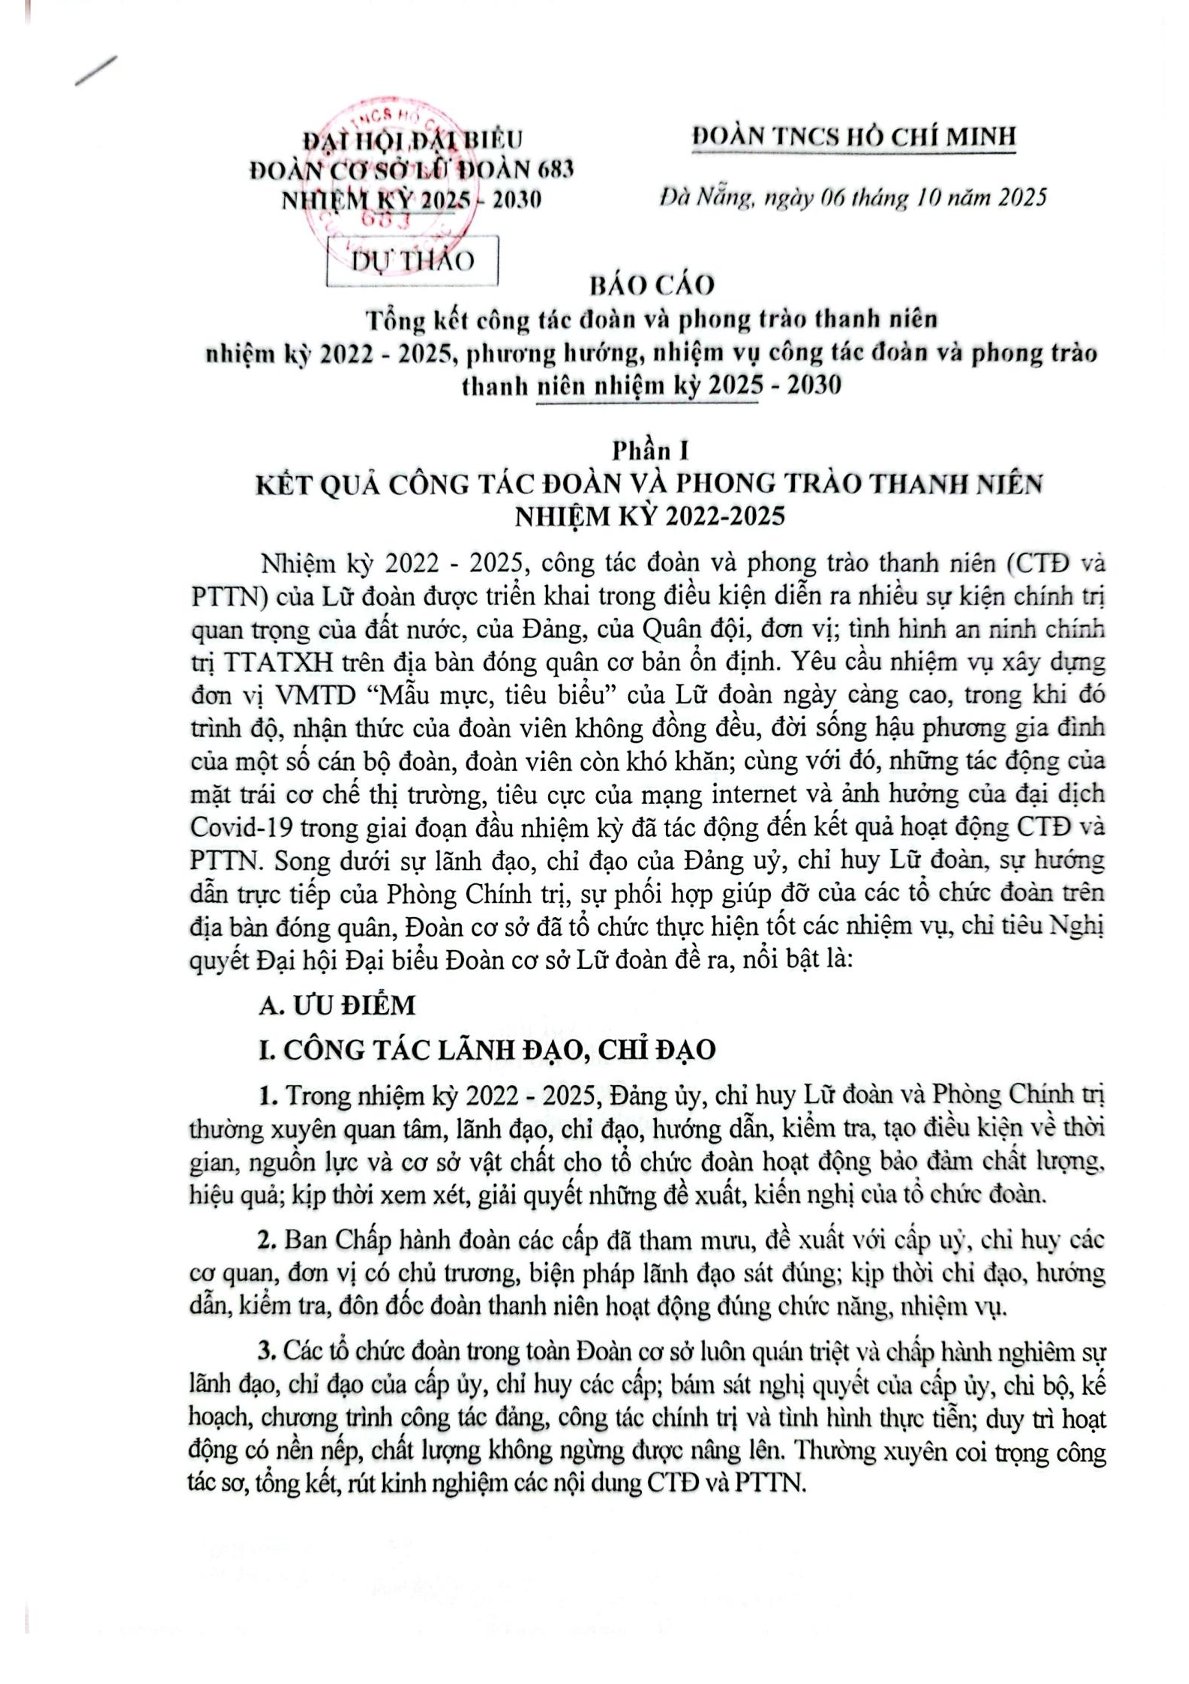 ĐẠI HỘI ĐẠI BIỂU
ĐOÀN CƠ SỞ LỮ ĐOÀN 683
NHIỆM KỲ 2025 - 2030
DỰ THẢO
ĐOÀN TNCS HỒ CHÍ MINH
Đà Nẵng, ngày 06 tháng 10 năm 2025
BÁO CÁO
Tổng kết công tác đoàn và phong trào thanh niên
nhiệm kỳ 2022 - 2025, phương hướng, nhiệm vụ công tác đoàn và phong trào
thanh niên nhiệm kỳ 2025 - 2030
Phần I
KẾT QUẢ CÔNG TÁC ĐOÀN VÀ PHONG TRÀO THANH NIÊN
NHIỆM KỲ 2022-2025
Nhiệm kỳ 2022 - 2025, công tác đoàn và phong trào thanh niên (CTĐ và
PTTN) của Lữ đoàn được triển khai trong điều kiện diễn ra nhiều sự kiện chính trị
quan trọng của đất nước, của Đảng, của Quân đội, đơn vị; tình hình an ninh chính
trị TTATXH trên địa bàn đóng quân cơ bản ổn định. Yêu cầu nhiệm vụ xây dựng
đơn vị VMTD “Mẫu mực, tiêu biểu” của Lữ đoàn ngày càng cao, trong khi đó
trình độ, nhận thức của đoàn viên không đồng đều, đời sống hậu phương gia đình
của một số cán bộ đoàn, đoàn viên còn khó khăn; cùng với đó, những tác động của
mặt trái cơ chế thị trường, tiêu cực của mạng internet và ảnh hưởng của đại dịch
Covid-19 trong giai đoạn đầu nhiệm kỳ đã tác động đến kết quả hoạt động CTĐ và
PTTN. Song dưới sự lãnh đạo, chỉ đạo của Đảng uỷ, chỉ huy Lữ đoàn, sự hướng
dẫn trực tiếp của Phòng Chính trị, sự phối hợp giúp đỡ của các tổ chức đoàn trên
địa bàn đóng quân, Đoàn cơ sở đã tổ chức thực hiện tốt các nhiệm vụ, chỉ tiêu Nghị
quyết Đại hội Đại biểu Đoàn cơ sở Lữ đoàn đề ra, nổi bật là:
A. ƯU ĐIỂM
I. CÔNG TÁC LÃNH ĐẠO, CHỈ ĐẠO
1. Trong nhiệm kỳ 2022 - 2025, Đảng ủy, chỉ huy Lữ đoàn và Phòng Chính trị
thường xuyên quan tâm, lãnh đạo, chỉ đạo, hướng dẫn, kiểm tra, tạo điều kiện về thời
gian, nguồn lực và cơ sở vật chất cho tổ chức đoàn hoạt động bảo đảm chất lượng,
hiệu quả; kịp thời xem xét, giải quyết những đề xuất, kiến nghị của tổ chức đoàn.
2. Ban Chấp hành đoàn các cấp đã tham mưu, đề xuất với cấp uỷ, chỉ huy các
cơ quan, đơn vị có chủ trương, biện pháp lãnh đạo sát đúng; kịp thời chỉ đạo, hướng
dẫn, kiểm tra, đôn đốc đoàn thanh niên hoạt động đúng chức năng, nhiệm vụ.
3. Các tổ chức đoàn trong toàn Đoàn cơ sở luôn quán triệt và chấp hành nghiêm sự
lãnh đạo, chỉ đạo của cấp ủy, chỉ huy các cấp; bám sát nghị quyết của cấp ủy, chi bộ, kế
hoạch, chương trình công tác đảng, công tác chính trị và tình hình thực tiễn; duy trì hoạt
động có nền nếp, chất lượng không ngừng được nâng lên. Thường xuyên coi trọng công
tác sơ, tổng kết, rút kinh nghiệm các nội dung CTĐ và PTTN.